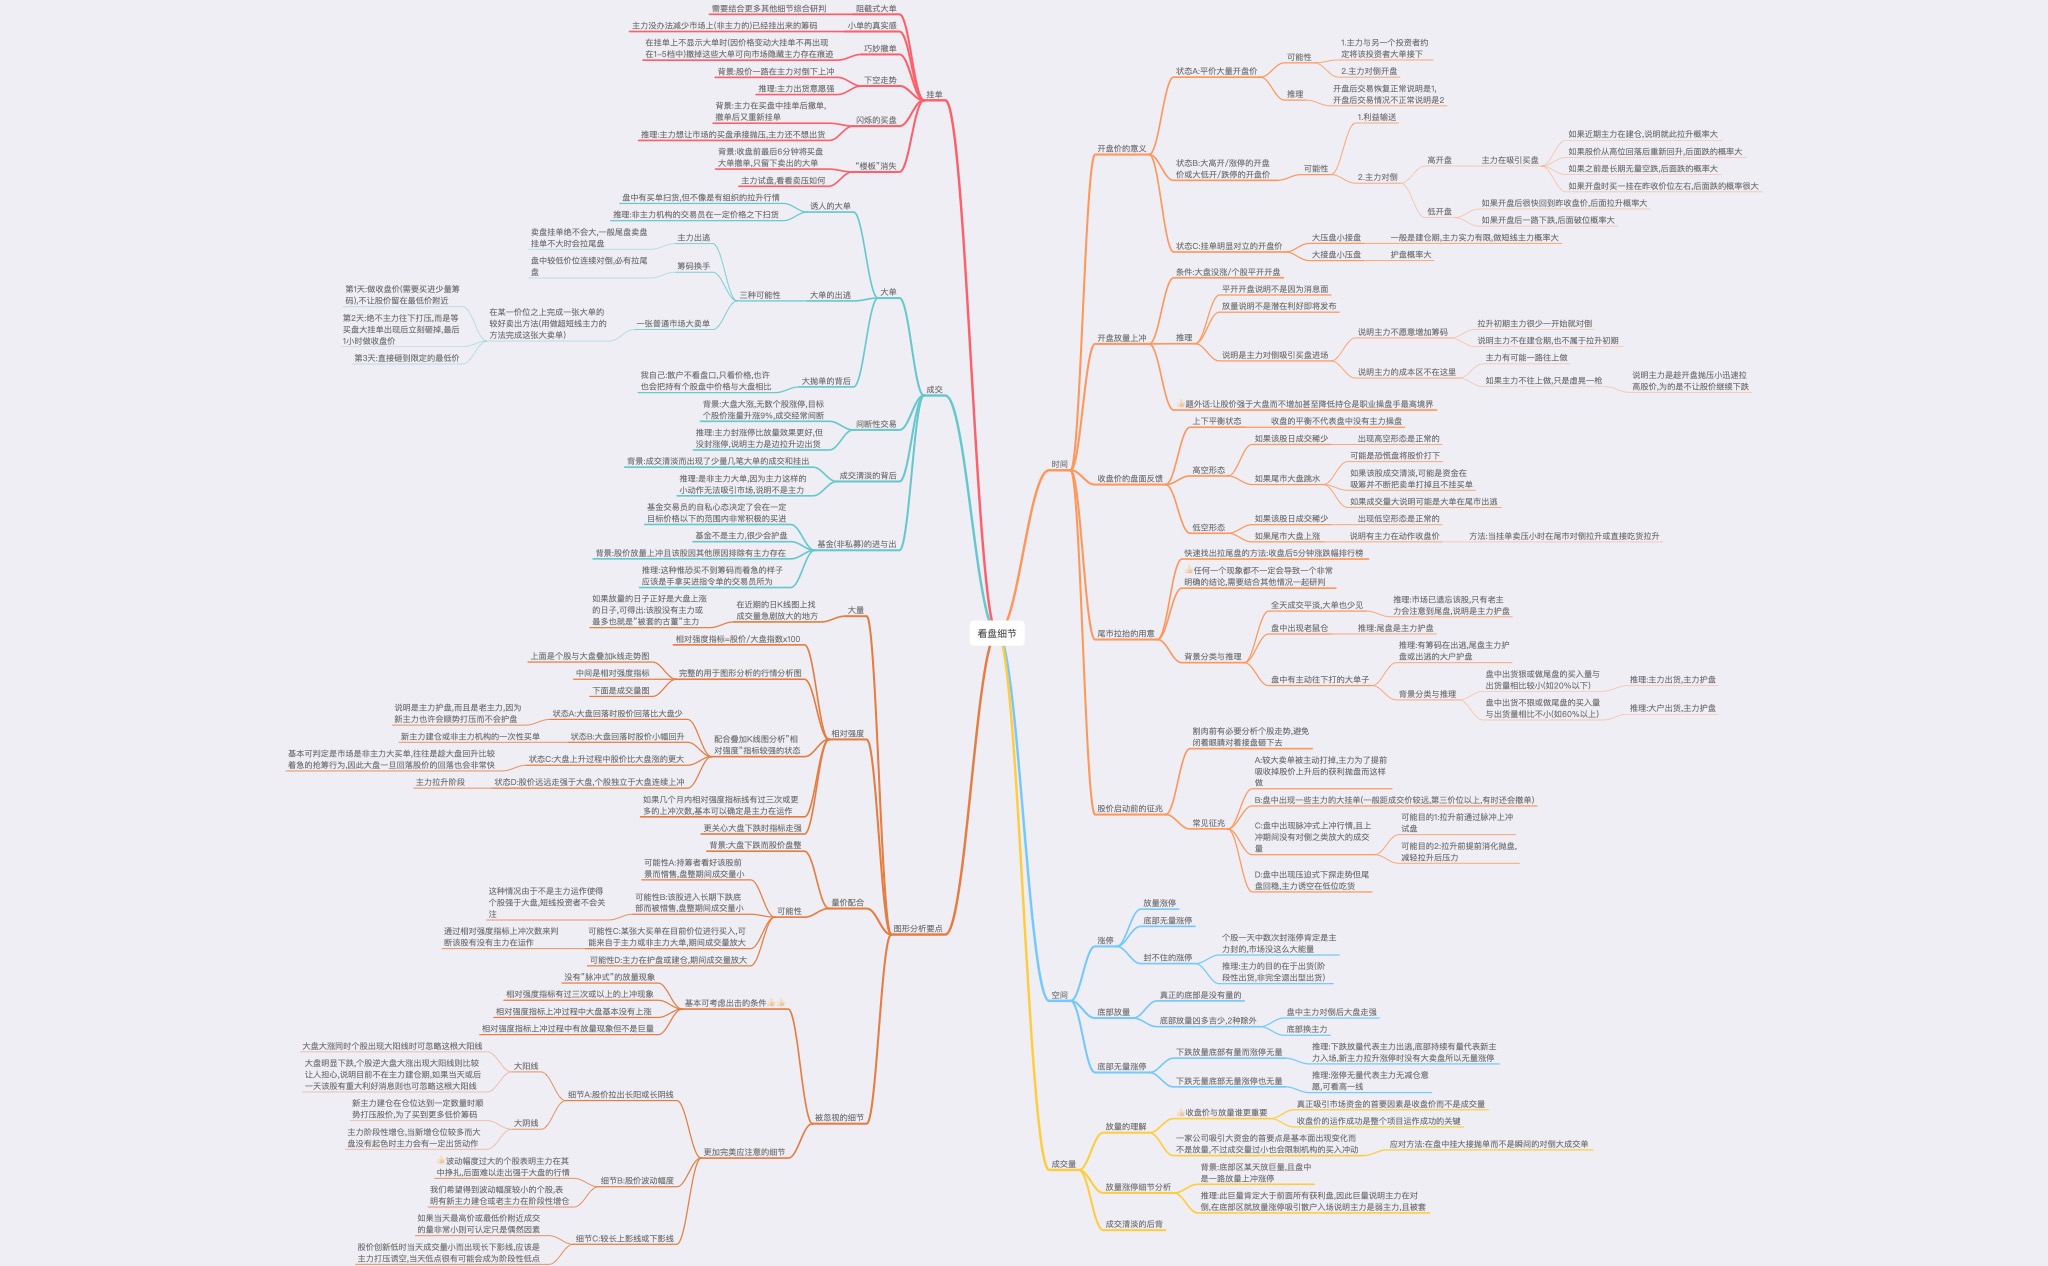 看盘细节
挂单
阻截式大单
需要结合更多其他细节综合研判
小单的真实感
主力没办法减少市场上(非主力的)已经挂出来的筹码
巧妙撤单
在挂单上不显示大单时(因价格变动大挂单不再出现
在1-5档中)撤掉这些大单可向市场隐藏主力存在痕迹
下空走势
背景:股价一路在主力对倒下上冲
推理:主力出货意愿强
闪烁的买盘
背景:主力在买盘中挂单后撤单,
撤单后又重新挂单
推理:主力想让市场的买盘承接抛压,主力还不想出货
“楼板”消失
背景:收盘前最后6分钟将买盘
大单撤单,只留下卖出的大单
主力试盘,看看卖压如何
成交
大单
诱人的大单
盘中有买单扫货,但不像是有组织的拉升行情
推理:非主力机构的交易员在一定价格之下扫货
大单的出逃
三种可能性
主力出逃
卖盘挂单绝不会大,一般尾盘卖盘
挂单不大时会拉尾盘
筹码换手
盘中较低价位连续对倒,必有拉尾
盘
一张普通市场大卖单
在某一价位之上完成一张大单的
较好卖出方法(用做超短线主力的
方法完成这张大卖单)
第1天:做收盘价(需要买进少量筹
码),不让股价留在最低价附近
第2天:绝不主力往下打压,而是等
买盘大挂单出现后立刻砸掉,最后
1小时做收盘价
第3天:直接砸到限定的最低价
大抛单的背后
我自己:散户不看盘口,只看价格,也许
也会把持有个股盘中价格与大盘相比
间断性交易
背景:大盘大涨,无数个股涨停,目标
个股价涨量升涨9%,成交经常间断
推理:主力封涨停比放量效果更好,但
没封涨停,说明主力是边拉升边出货
成交清淡的背后
背景:成交清淡而出现了少量几笔大单的成交和挂出
推理:是非主力大单,因为主力这样的
小动作无法吸引市场,说明不是主力
基金(非私募)的进与出
基金交易员的自私心态决定了会在一定
目标价格以下的范围内非常积极的买进
基金不是主力,很少会护盘
背景:股价放量上冲且该股因其他原因排除有主力存在
推理:这种惟恐买不到筹码而着急的样子
应该是手拿买进指令单的交易员所为
图形分析要点
大量
在近期的日K线图上找
成交量急剧放大的地方
如果放量的日子正好是大盘上涨
的日子,可得出:该股没有主力或
最多也就是“被套的古董”主力
相对强度
相对强度指标=股价/大盘指数x100
完整的用于图形分析的行情分析图
上面是个股与大盘叠加k线走势图
中间是相对强度指标
下面是成交量图
配合叠加K线图分析“相
对强度”指标较强的状态
状态A:大盘回落时股价回落比大盘少
说明是主力护盘,而且是老主力,因为
新主力也许会顺势打压而不会护盘
状态B:大盘回落时股价小幅回升
新主力建仓或非主力机构的一次性买单
状态C:大盘上升过程中股价比大盘涨的更大
基本可判定是市场是非主力大买单,往往是趁大盘回升比较
着急的抢筹行为,因此大盘一旦回落股价的回落也会非常快
状态D:股价远远走强于大盘,个股独立于大盘连续上冲
主力拉升阶段
如果几个月内相对强度指标线有过三次或更
多的上冲次数,基本可以确定是主力在运作
更关心大盘下跌时指标走强
量价配合
背景:大盘下跌而股价盘整
可能性
可能性A:持筹者看好该股前
景而惜售,盘整期间成交量小
可能性B:该股进入长期下跌底
部而被惜售,盘整期间成交量小
这种情况由于不是主力运作使得
个股强于大盘,短线投资者不会关
注
可能性C:某张大买单在目前价位进行买入,可
能来自于主力或非主力大单,期间成交量放大
通过相对强度指标上冲次数来判
断该股有没有主力在运作
可能性D:主力在护盘或建仓,期间成交量放大
被忽视的细节
基本可考虑出击的条件👍👍
没有“脉冲式”的放量现象
相对强度指标有过三次或以上的上冲现象
相对强度指标上冲过程中大盘基本没有上涨
相对强度指标上冲过程中有放量现象但不是巨量
更加完美应注意的细节
细节A:股价拉出长阳或长阴线
大阳线
大盘大涨同时个股出现大阳线时可忽略这根大阳线
大盘明显下跌,个股逆大盘大涨出现大阳线则比较
让人担心,说明目前不在主力建仓期,如果当天或后
一天该股有重大利好消息则也可忽略这根大阳线
大阴线
新主力建仓在仓位达到一定数量时顺
势打压股价,为了买到更多低价筹码
主力阶段性增仓,当新增仓位较多而大
盘没有起色时主力会有一定出货动作
细节B:股价波动幅度
👍波动幅度过大的个股表明主力在其
中挣扎,后面难以走出强于大盘的行情
我们希望得到波动幅度较小的个股,表
明有新主力建仓或老主力在阶段性增仓
细节C:较长上影线或下影线
如果当天最高价或最低价附近成交
的量非常小则可认定只是偶然因素
股价创新低时当天成交量小而出现长下影线,应该是
主力打压诱空,当天低点很有可能会成为阶段性低点
时间
开盘价的意义
状态A:平价大量开盘价
可能性
1.主力与另一个投资者约
定将该投资者大单接下
2.主力对倒开盘
推理
开盘后交易恢复正常说明是1,
开盘后交易情况不正常说明是2
状态B:大高开/涨停的开盘
价或大低开/跌停的开盘价
可能性
1.利益输送
2.主力对倒
高开盘
主力在吸引买盘
如果近期主力在建仓,说明就此拉升概率大
如果股价从高位回落后重新回升,后面跌的概率大
如果之前是长期无量空跌,后面跌的概率大
如果开盘时买一挂在昨收价位左右,后面跌的概率很大
低开盘
如果开盘后很快回到昨收盘价,后面拉升概率大
如果开盘后一路下跌,后面破位概率大
状态C:挂单明显对立的开盘价
大压盘小接盘
一般是建仓期,主力实力有限,做短线主力概率大
大接盘小压盘
护盘概率大
开盘放量上冲
条件:大盘没涨/个股平开开盘
推理
平开开盘说明不是因为消息面
放量说明不是潜在利好即将发布
说明是主力对倒吸引买盘进场
说明主力不愿意增加筹码
拉升初期主力很少一开始就对倒
说明主力不在建仓期,也不属于拉升初期
说明主力的成本区不在这里
主力有可能一路往上做
如果主力不往上做,只是虚晃一枪
说明主力是趁开盘抛压小迅速拉
高股价,为的是不让股价继续下跌
👍题外话:让股价强于大盘而不增加甚至降低持仓是职业操盘手最高境界
收盘价的盘面反馈
上下平衡状态
收盘的平衡不代表盘中没有主力操盘
高空形态
如果该股日成交稀少
出现高空形态是正常的
如果尾市大盘跳水
可能是恐慌盘将股价打下
如果该股成交清淡,可能是资金在
吸筹并不断把卖单打掉且不挂买单
如果成交量大说明可能是大单在尾市出逃
低空形态
如果该股日成交稀少
出现低空形态是正常的
如果尾市大盘上涨
说明有主力在动作收盘价
方法:当挂单卖压小时在尾市对倒拉升或直接吃货拉升
尾市拉抬的用意
快速找出拉尾盘的方法:收盘后5分钟涨跌幅排行榜
👍任何一个现象都不一定会导致一个非常
明确的结论,需要结合其他情况一起研判
背景分类与推理
全天成交平淡,大单也少见
推理:市场已遗忘该股,只有老主
力会注意到尾盘,说明是主力护盘
盘中出现老鼠仓
推理:尾盘是主力护盘
盘中有主动往下打的大单子
推理:有筹码在出逃,尾盘主力护
盘或出逃的大户护盘
背景分类与推理
盘中出货狠或做尾盘的买入量与
出货量相比较小(如20%以下)
推理:主力出货,主力护盘
盘中出货不狠或做尾盘的买入量
与出货量相比不小(如60%以上)
推理:大户出货,主力护盘
股价启动前的征兆
割肉前有必要分析个股走势,避免
闭着眼睛对着接盘砸下去
常见征兆
A:较大卖单被主动打掉,主力为了提前
吸收掉股价上升后的获利抛盘而这样
做
B:盘中出现一些主力的大挂单(一般距成交价较远,第三价位以上,有时还会撤单)
C:盘中出现脉冲式上冲行情,且上
冲期间没有对倒之类放大的成交
量
可能目的1:拉升前通过脉冲上冲
试盘
可能目的2:拉升前提前消化抛盘,
减轻拉升后压力
D:盘中出现压迫式下探走势但尾
盘回稳,主力诱空在低位吃货
空间
涨停
放量涨停
底部无量涨停
封不住的涨停
个股一天中数次封涨停肯定是主
力封的,市场没这么大能量
推理:主力的目的在于出货(阶
段性出货,非完全退出型出货)
底部放量
真正的底部是没有量的
底部放量凶多吉少,2种除外
盘中主力对倒后大盘走强
底部换主力
底部无量涨停
下跌放量底部有量而涨停无量
推理:下跌放量代表主力出逃,底部持续有量代表新主
力入场,新主力拉升涨停时没有大卖盘所以无量涨停
下跌无量底部无量涨停也无量
推理:涨停无量代表主力无减仓意
愿,可看高一线
成交量
放量的理解
👍收盘价与放量谁更重要
真正吸引市场资金的首要因素是收盘价而不是成交量
收盘价的运作成功是整个项目运作成功的关键
一家公司吸引大资金的首要点是基本面出现变化而
不是放量,不过成交量过小也会限制机构的买入冲动
应对方法:在盘中挂大接抛单而不是瞬间的对倒大成交单
放量涨停细节分析
背景:底部区某天放巨量,且盘中
是一路放量上冲涨停
推理:此巨量肯定大于前面所有获利盘,因此巨量说明主力在对
倒,在底部区就放量涨停吸引散户入场说明主力是弱主力,且被套
成交清淡的后背